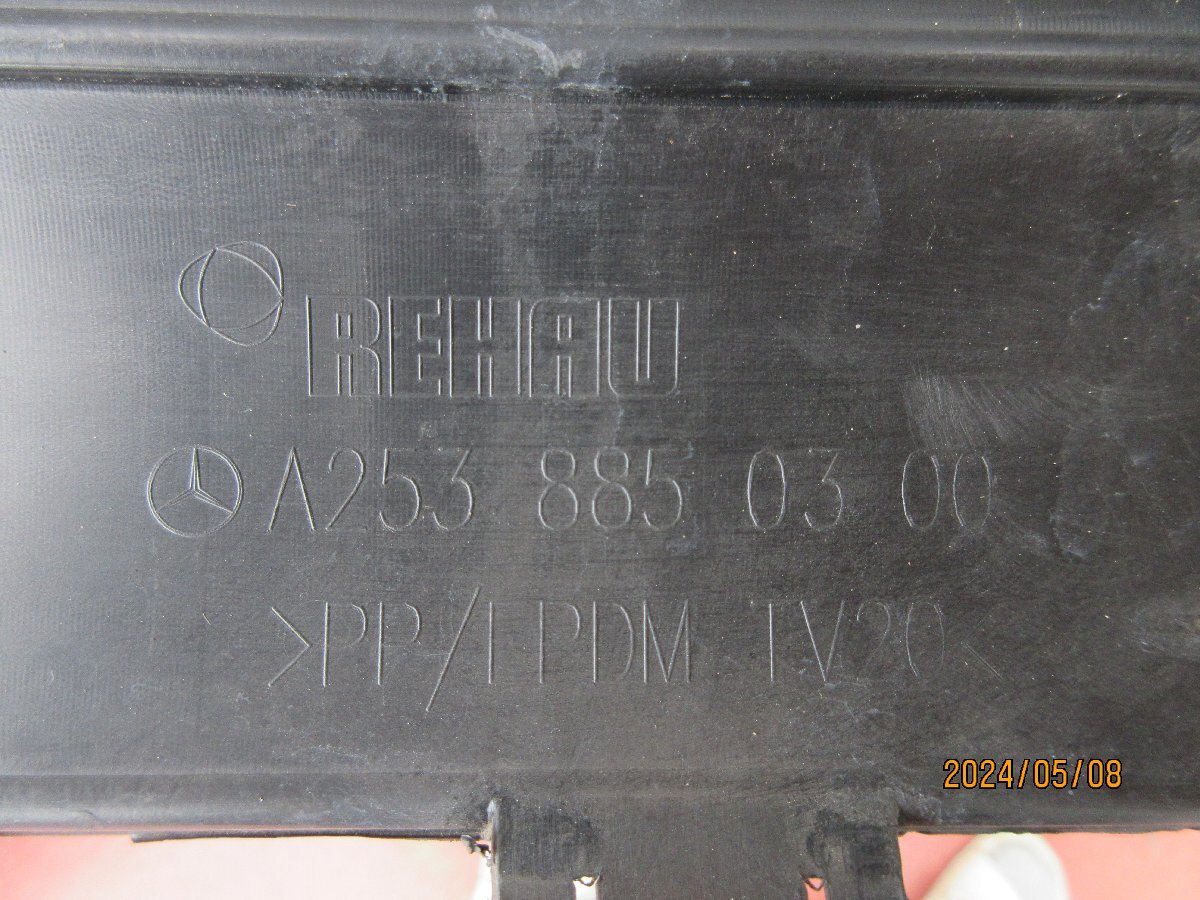 REHAU
A253 885 03 00
>PP/EPDM TV20<
2024/05/08